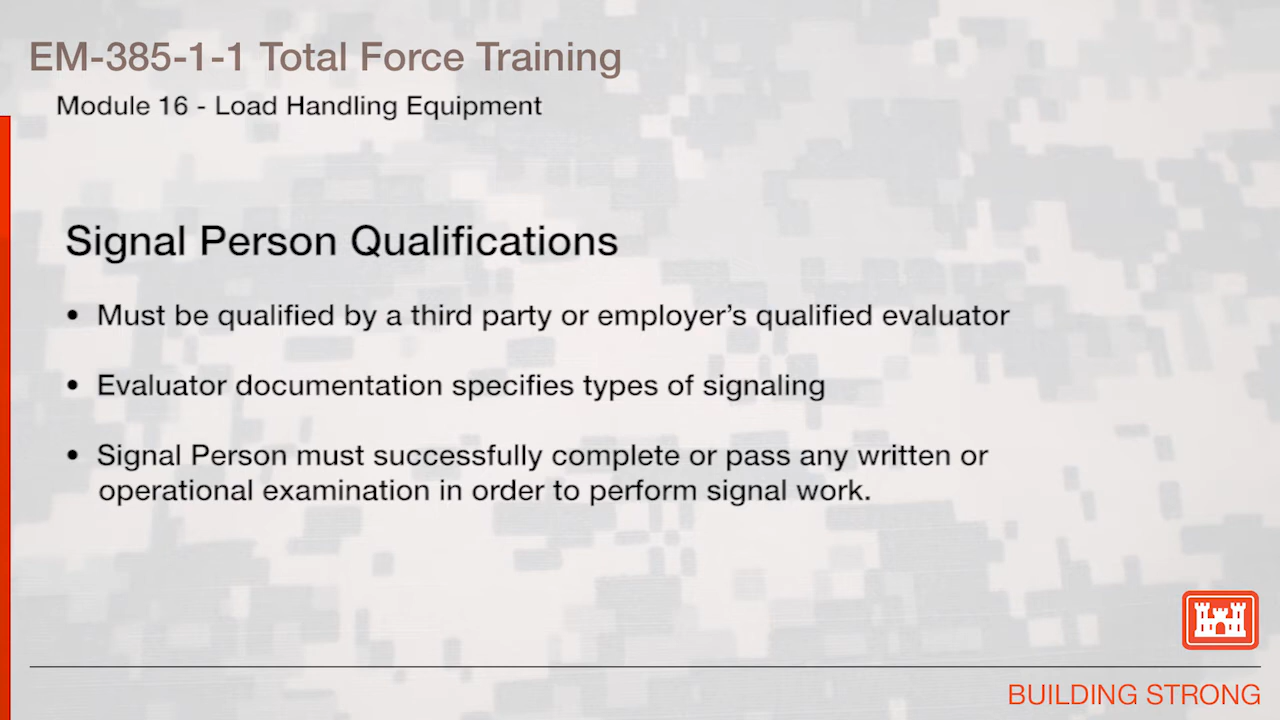 EM-385-1-1 Total Force Training
Module 16 - Load Handling Equipment
Signal Person Qualifications
• Must be qualified by a third party or employer's qualified evaluator
• Evaluator documentation specifies types of signaling
• Signal Person must successfully complete or pass any written or
operational examination in order to perform signal work.
BUILDING STRONG